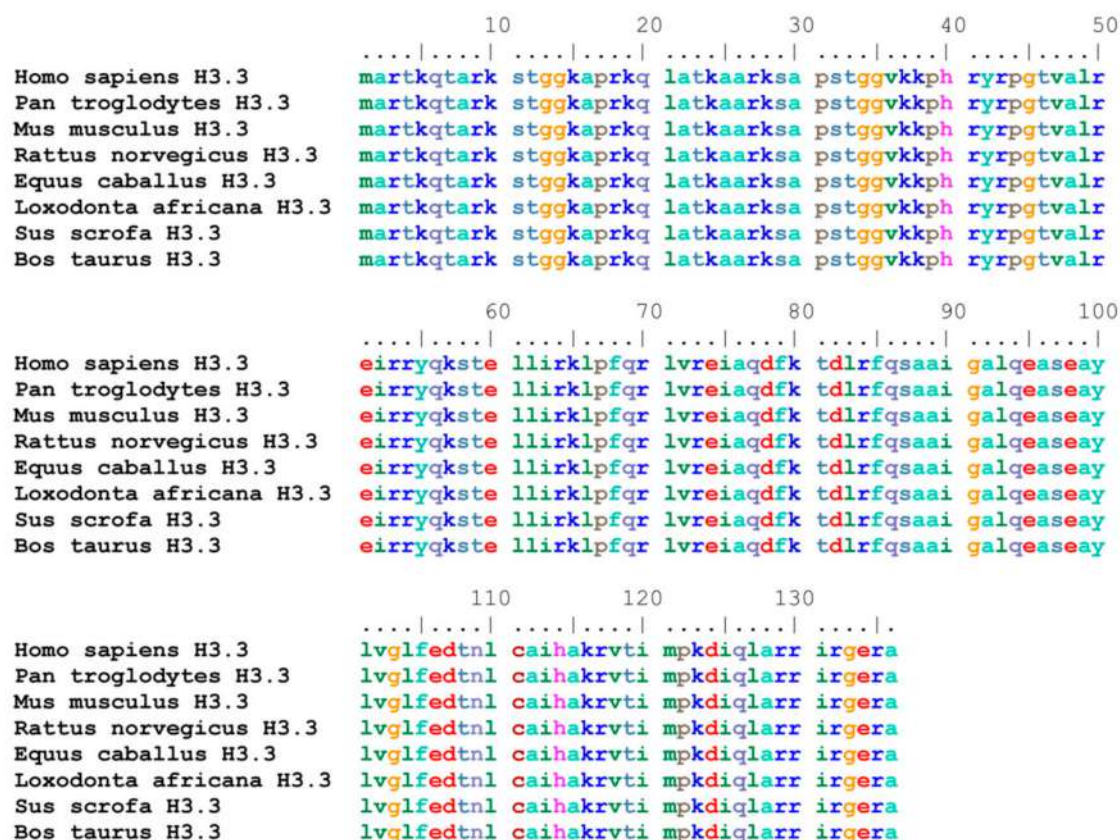 10 20 30 40 50
....|....| ....|....| ....|....| ....|....| ....|....|
Homo sapiens H3.3 martkqtark stggkaprkq latkaarksa pstggvkkph ryrpgtvalr
Pan troglodytes H3.3 martkqtark stggkaprkq latkaarksa pstggvkkph ryrpgtvalr
Mus musculus H3.3 martkqtark stggkaprkq latkaarksa pstggvkkph ryrpgtvalr
Rattus norvegicus H3.3 martkqtark stggkaprkq latkaarksa pstggvkkph ryrpgtvalr
Equus caballus H3.3 martkqtark stggkaprkq latkaarksa pstggvkkph ryrpgtvalr
Loxodonta africana H3.3 martkqtark stggkaprkq latkaarksa pstggvkkph ryrpgtvalr
Sus scrofa H3.3 martkqtark stggkaprkq latkaarksa pstggvkkph ryrpgtvalr
Bos taurus H3.3 martkqtark stggkaprkq latkaarksa pstggvkkph ryrpgtvalr
60 70 80 90 100
....|....| ....|....| ....|....| ....|....| ....|....|
Homo sapiens H3.3 eirryqkste llirklpfqr lvreiaqdfk tdlrfqsaai galqeaseay
Pan troglodytes H3.3 eirryqkste llirklpfqr lvreiaqdfk tdlrfqsaai galqeaseay
Mus musculus H3.3 eirryqkste llirklpfqr lvreiaqdfk tdlrfqsaai galqeaseay
Rattus norvegicus H3.3 eirryqkste llirklpfqr lvreiaqdfk tdlrfqsaai galqeaseay
Equus caballus H3.3 eirryqkste llirklpfqr lvreiaqdfk tdlrfqsaai galqeaseay
Loxodonta africana H3.3 eirryqkste llirklpfqr lvreiaqdfk tdlrfqsaai galqeaseay
Sus scrofa H3.3 eirryqkste llirklpfqr lvreiaqdfk tdlrfqsaai galqeaseay
Bos taurus H3.3 eirryqkste llirklpfqr lvreiaqdfk tdlrfqsaai galqeaseay
110 120 130
....|....| ....|....| ....|....| ....|.
Homo sapiens H3.3 lvglfedtnl caihakrvti mpkdiqlarr irgera
Pan troglodytes H3.3 lvglfedtnl caihakrvti mpkdiqlarr irgera
Mus musculus H3.3 lvglfedtnl caihakrvti mpkdiqlarr irgera
Rattus norvegicus H3.3 lvglfedtnl caihakrvti mpkdiqlarr irgera
Equus caballus H3.3 lvglfedtnl caihakrvti mpkdiqlarr irgera
Loxodonta africana H3.3 lvglfedtnl caihakrvti mpkdiqlarr irgera
Sus scrofa H3.3 lvglfedtnl caihakrvti mpkdiqlarr irgera
Bos taurus H3.3 lvglfedtnl caihakrvti mpkdiqlarr irgera